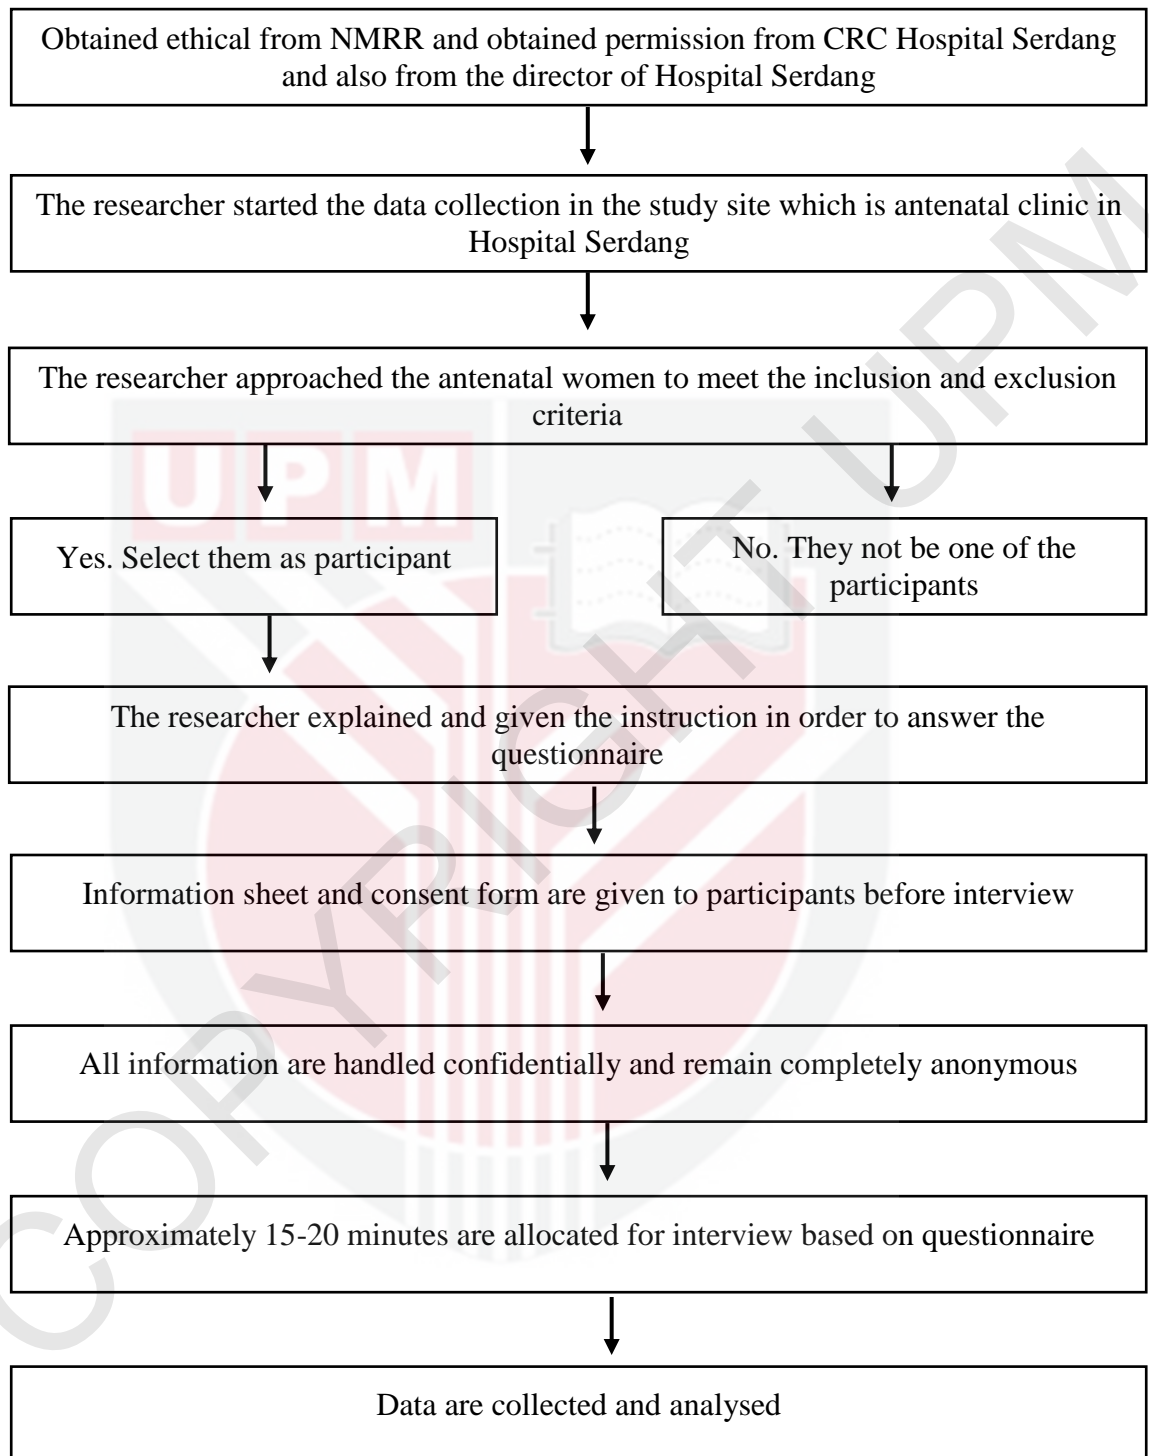 Obtained ethical from NMRR and obtained permission from CRC Hospital Serdang
and also from the director of Hospital Serdang
The researcher started the data collection in the study site which is antenatal clinic in
Hospital Serdang
The researcher approached the antenatal women to meet the inclusion and exclusion
criteria
UPM
Yes. Select them as participant
No. They not be one of the
participants
The researcher explained and given the instruction in order to answer the
questionnaire
Information sheet and consent form are given to participants before interview
All information are handled confidentially and remain completely anonymous
Approximately 15-20 minutes are allocated for interview based on questionnaire
Data are collected and analysed
COPYRIGHT UPM